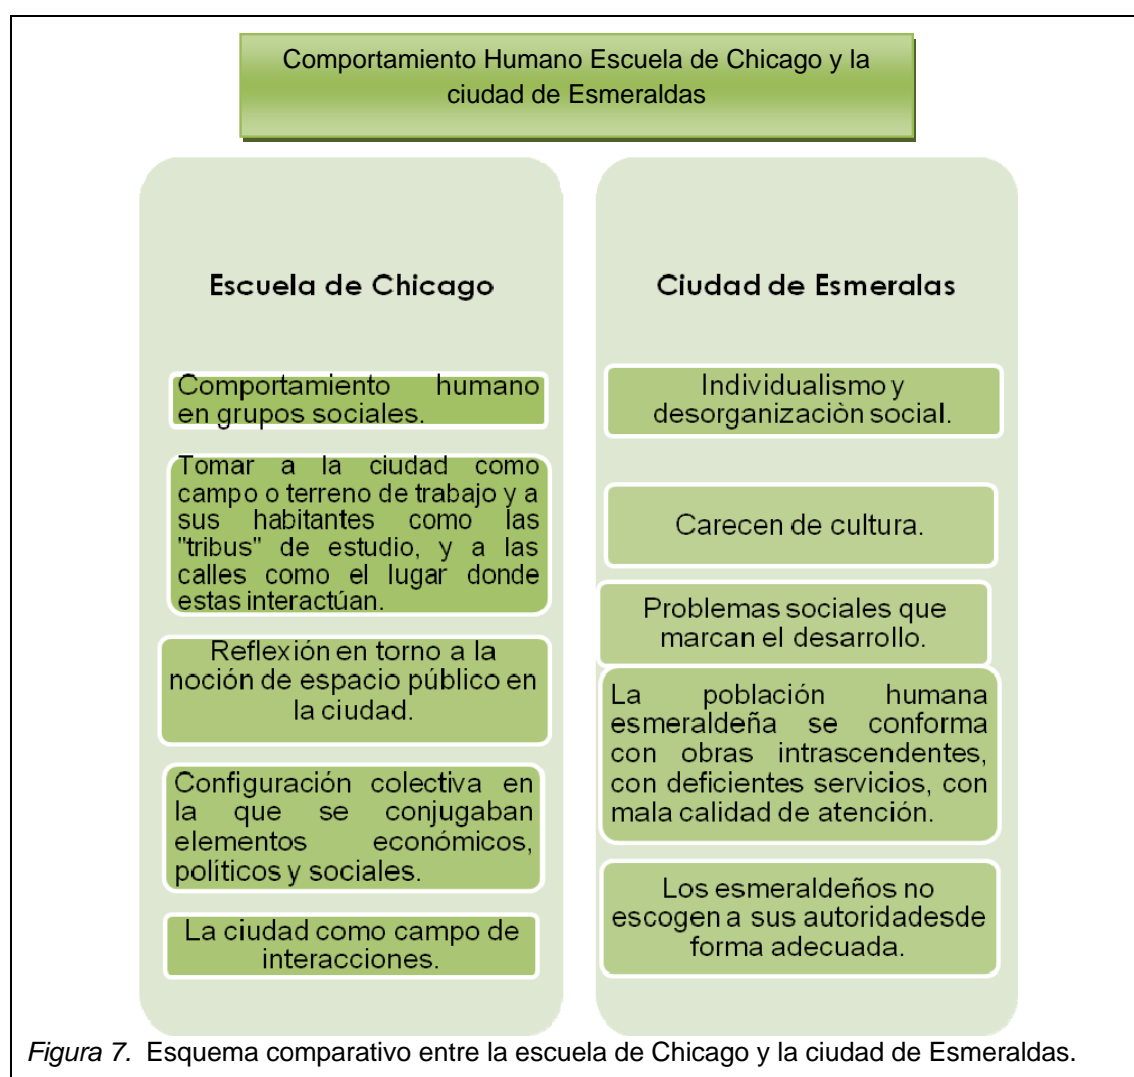 Comportamiento Humano Escuela de Chicago y la
ciudad de Esmeraldas
Escuela de Chicago
Comportamiento humano
en grupos sociales.
Tomar a la ciudad como
campo o terreno de trabajo y a
sus habitantes como las
"tribus" de estudio, y a las
calles como el lugar donde
estas interactúan.
Reflexión en torno a la
noción de espacio público en
la ciudad.
Configuración colectiva en
la que se conjugaban
elementos económicos,
políticos y sociales.
La ciudad como campo de
interacciones.
Ciudad de Esmeralas
Individualismo y
desorganizaciòn social.
Carecen de cultura.
Problemas sociales que
marcan el desarrollo.
La población humana
esmeraldeña se conforma
con obras intrascendentes,
con deficientes servicios, con
mala calidad de atención.
Los esmeraldeños no
escogen a sus autoridadesde
forma adecuada.
Figura 7. Esquema comparativo entre la escuela de Chicago y la ciudad de Esmeraldas.